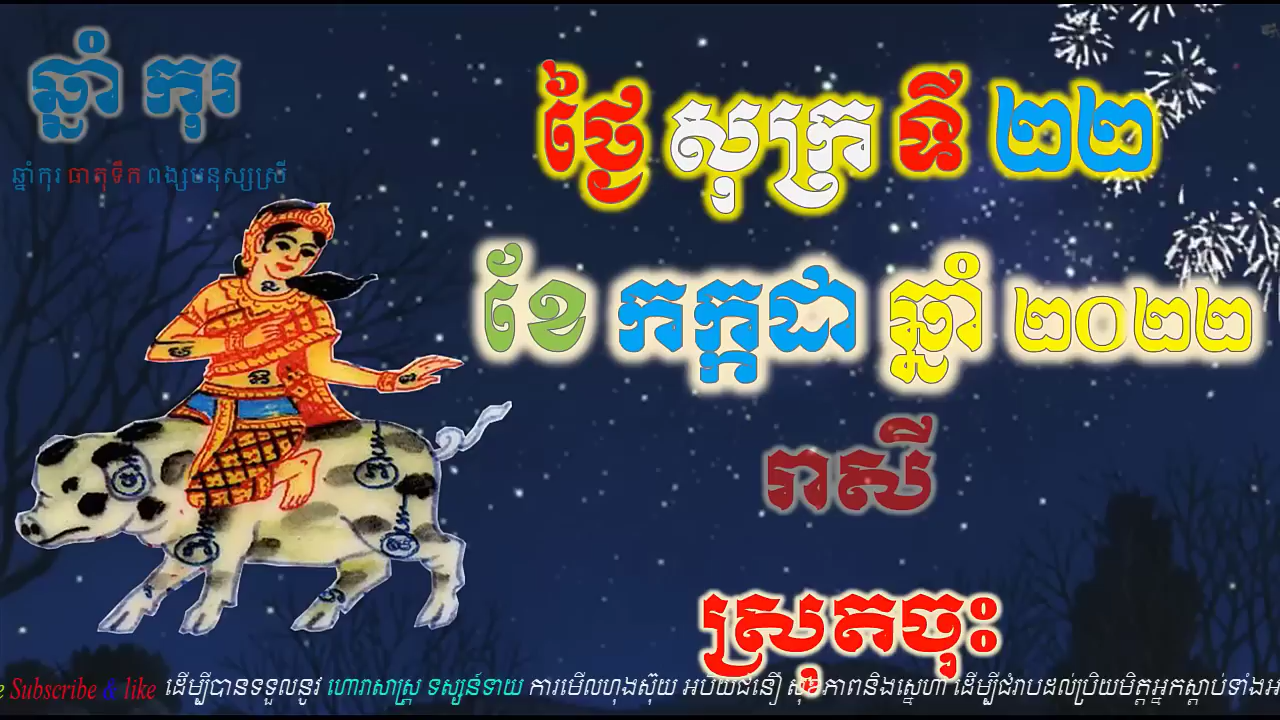 ឆ្នាំ កុរ
ឆ្នាំកុរ ធាតុទឹក ពង្សមនុស្សស្រី
ថ្ងៃ សុក្រ ទី ២២
ខែ កក្កដា ឆ្នាំ ២០២២
រាសី
ស្រុតចុះ
Subscribe & like ដើម្បីបានទទួលនូវ ហោរាសាស្ត្រ ទស្សន៍ទាយ ការមើលហុងស៊ុយ អបិយជំនឿ សុខភាពនិងស្នេហា ដើម្បីជំរាបដល់ប្រិយមិត្តអ្នកស្តាប់ទាំង